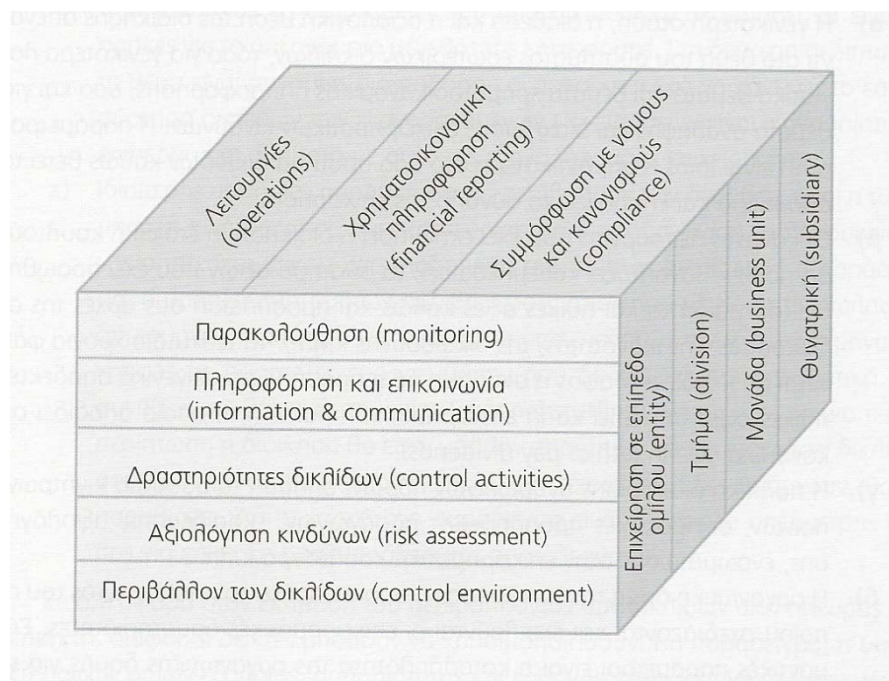 Λειτουργίες
(operations)
Χρηματοοικονομική
πληροφόρηση
(financial reporting)
Συμμόρφωση με νόμους
και κανονισμούς
(compliance)
Παρακολούθηση (monitoring)
Πληροφόρηση και επικοινωνία
(information & communication)
Δραστηριότητες δικλίδων (control activities)
Αξιολόγηση κινδύνων (risk assessment)
Περιβάλλον των δικλίδων (control environment)
Επιχείρηση σε επίπεδο
ομίλου (entity)
Τμήμα (division)
Μονάδα (business unit)
Θυγατρική (subsidiary)